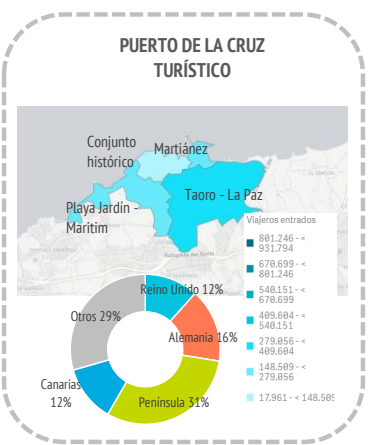 PUERTO DE LA CRUZ
TURÍSTICO
Conjunto
histórico
Martiánez
Taoro - La Paz
Playa Jardín -
Maritim
Viajeros entrados
801.246 - <
931.794
670.699 - <
801.246
540.151 - <
670.699
409.604 - <
540.151
279.056 - <
409.604
148.509 - <
279.056
17.961 - < 148.509
Reino Unido 12%
Otros 29%
Alemania 16%
Canarias
12%
Península 31%